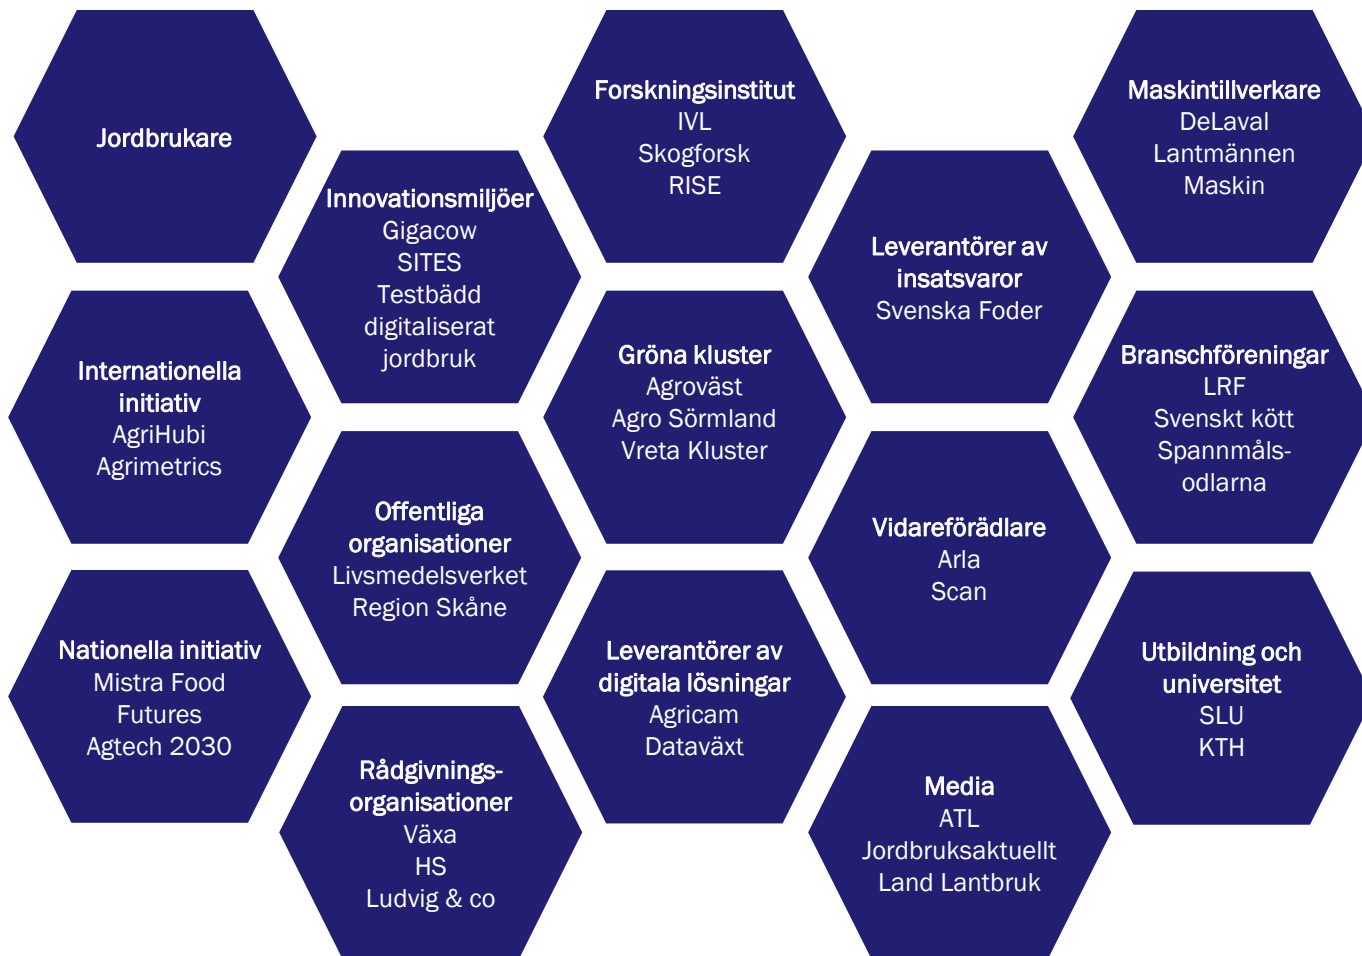 Jordbrukare
Forskningsinstitut
IVL
Skogforsk
RISE
Maskintillverkare
DeLaval
Lantmännen
Maskin
Innovationsmiljöer
Gigacow
SITES
Testbädd
digitaliserat
jordbruk
Leverantörer av
insatsvaror
Svenska Foder
Internationella
initiativ
AgriHubi
Agrimetrics
Gröna kluster
Agroväst
Agro Sörmland
Vreta Kluster
Branschföreningar
LRF
Svenskt kött
Spannmåls-
odlarna
Offentliga
organisationer
Livsmedelsverket
Region Skåne
Vidareförädlare
Arla
Scan
Nationella initiativ
Mistra Food
Futures
Agtech 2030
Leverantörer av
digitala lösningar
Agricam
Dataväxt
Utbildning och
universitet
SLU
KTH
Rådgivnings-
organisationer
Växa
HS
Ludvig & co
Media
ATL
Jordbruksaktuellt
Land Lantbruk